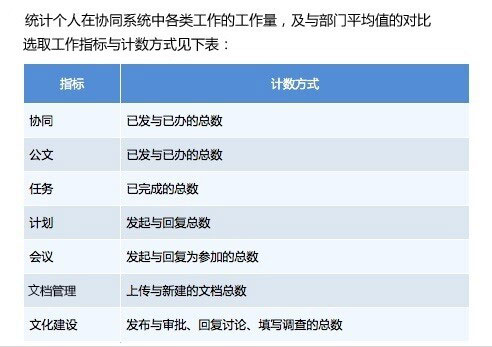 统计个人在协同系统中各类工作的工作量，及与部门平均值的对比
选取工作指标与计数方式见下表：
指标 计数方式
协同 已发与已办的总数
公文 已发与已办的总数
任务 已完成的总数
计划 发起与回复总数
会议 发起与回复为参加的总数
文档管理 上传与新建的文档总数
文化建设 发布与审批、回复讨论、填写调查的总数